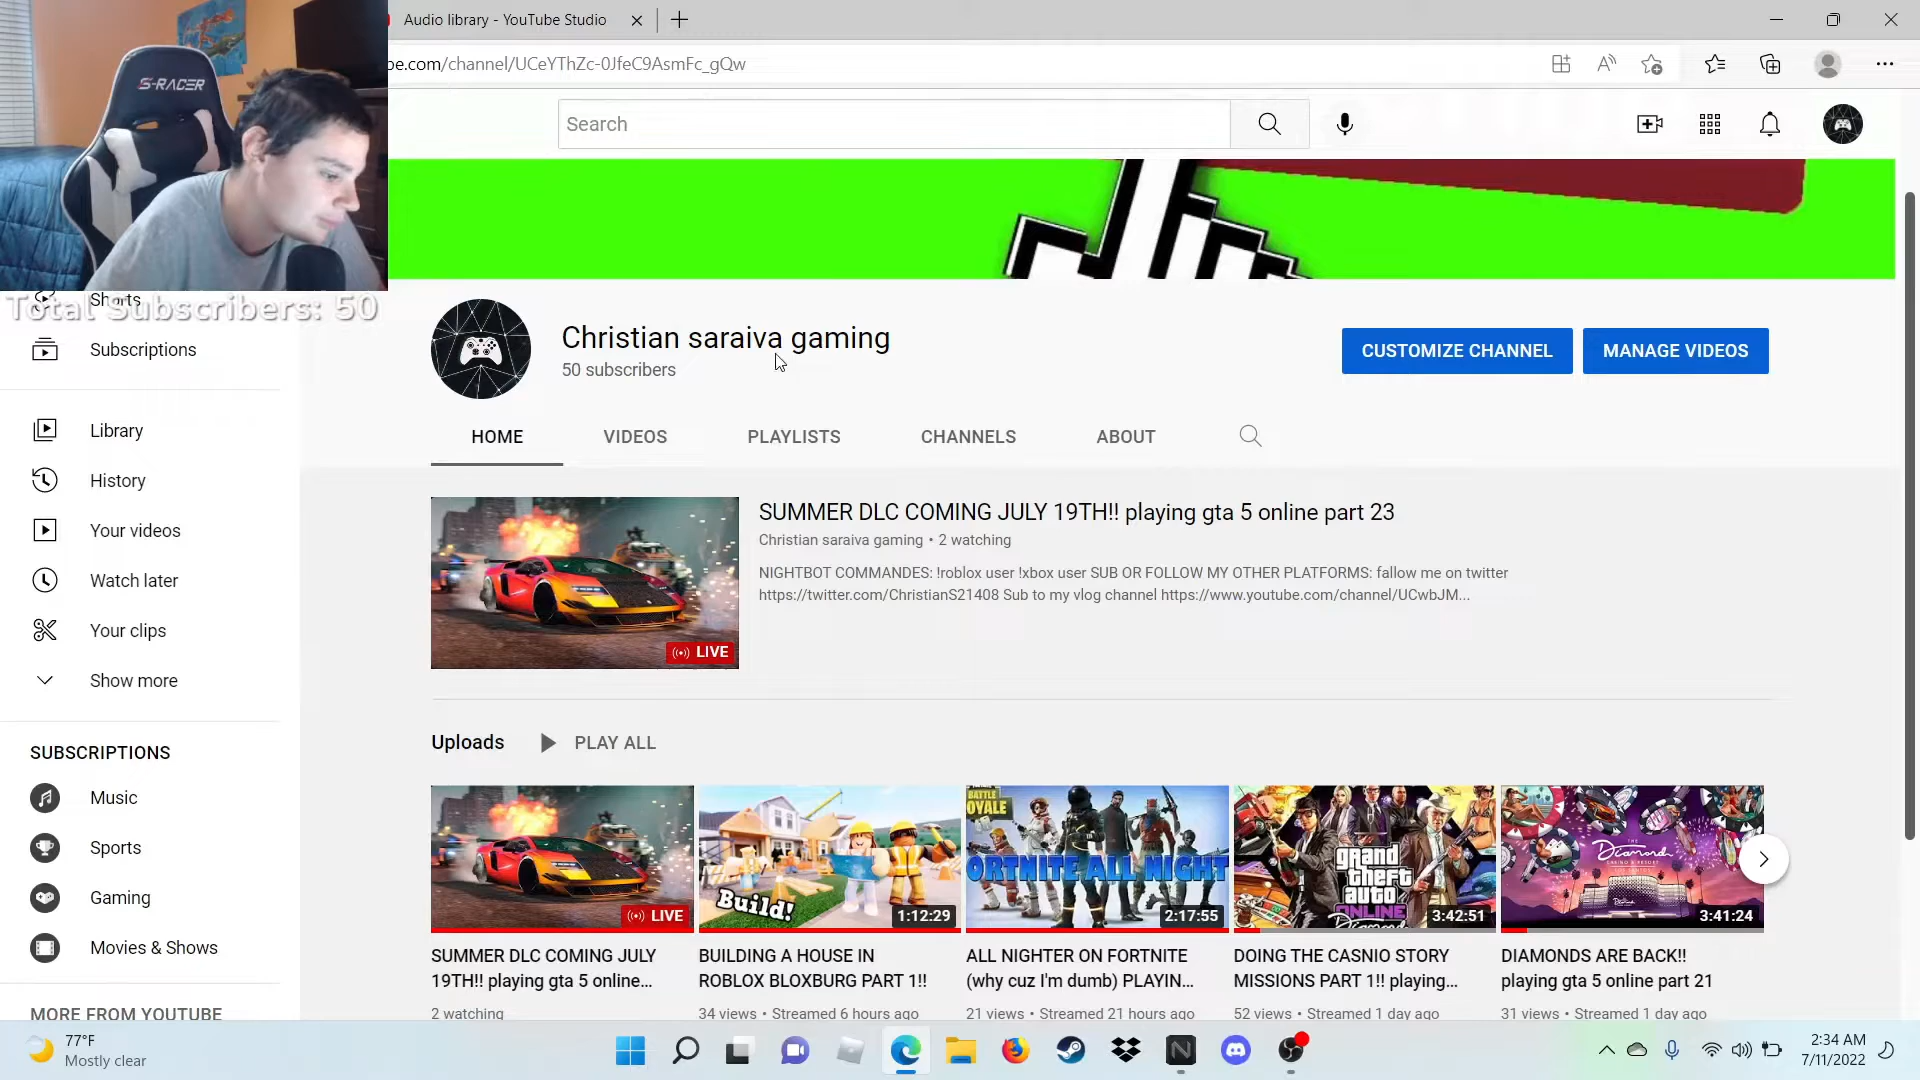 Audio library - YouTube Studio
be.com/channel/UCeYThZc-0JfeC9AsmFc_gQw
S-RACER
Search
Shorts
Total Subscribers: 50
Subscriptions
Library
History
Your videos
Watch later
Your clips
Show more
SUBSCRIPTIONS
Music
Sports
Gaming
Movies & Shows
MORE FROM YOUTUBE
Christian saraiva gaming
50 subscribers
CUSTOMIZE CHANNEL
MANAGE VIDEOS
HOME
VIDEOS
PLAYLISTS
CHANNELS
ABOUT
LIVE
SUMMER DLC COMING JULY 19TH!! playing gta 5 online part 23
Christian saraiva gaming • 2 watching
NIGHTBOT COMMANDES: !roblox user !xbox user SUB OR FOLLOW MY OTHER PLATFORMS: fallow me on twitter
https://twitter.com/ChristianS21408 Sub to my vlog channel https://www.youtube.com/channel/UCwbJM...
Uploads
PLAY ALL
LIVE
SUMMER DLC COMING JULY
19TH!! playing gta 5 online...
2 watching
Build!
1:12:29
BUILDING A HOUSE IN
ROBLOX BLOXBURG PART 1!!
34 views • Streamed 6 hours ago
BATTLE
OYALE
ORTNITE ALL NIGHT
2:17:55
ALL NIGHTER ON FORTNITE
(why cuz I'm dumb) PLAYIN...
21 views • Streamed 21 hours ago
grand
theft
auto
ONLINE
3:42:51
DOING THE CASNIO STORY
MISSIONS PART 1!! playing...
52 views • Streamed 1 day ago
THE
Diamond
CASINO & RESORT
3:41:24
DIAMONDS ARE BACK!!
playing gta 5 online part 21
31 views • Streamed 1 day ago
77°F
Mostly clear
2:34 AM
7/11/2022